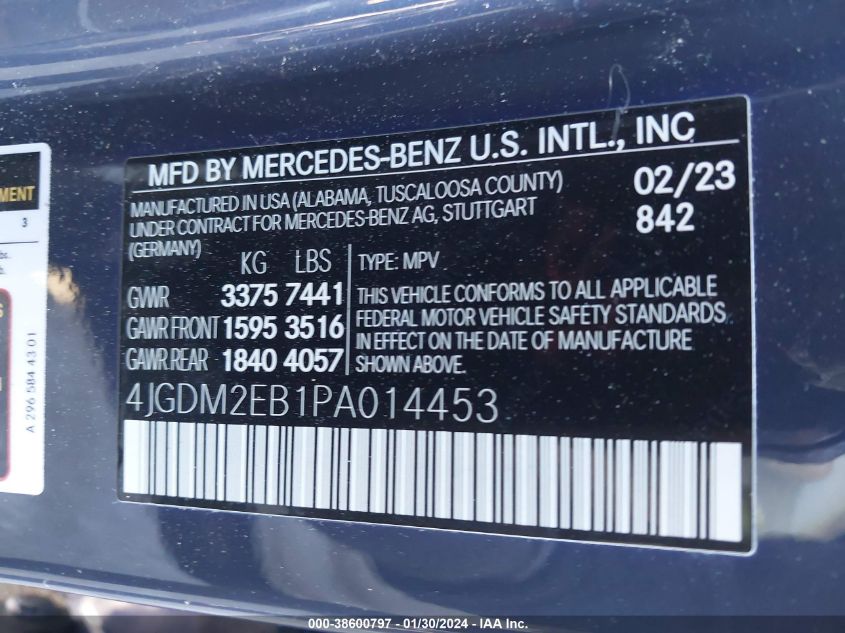 MFD BY MERCEDES-BENZ U.S. INTL., INC
MANUFACTURED IN USA (ALABAMA, TUSCALOOSA COUNTY)
UNDER CONTRACT FOR MERCEDES-BENZ AG, STUTTGART
(GERMANY)
02/23
842
KG LBS
GVWR 3375 7441
GAWR FRONT 1595 3516
GAWR REAR 1840 4057
TYPE: MPV
THIS VEHICLE CONFORMS TO ALL APPLICABLE
FEDERAL MOTOR VEHICLE SAFETY STANDARDS
IN EFFECT ON THE DATE OF MANUFACTURE
SHOWN ABOVE.
4JGDM2EB1PA014453
3
A 296 584 43 01
000-38600797 - 01/30/2024 - IAA Inc.